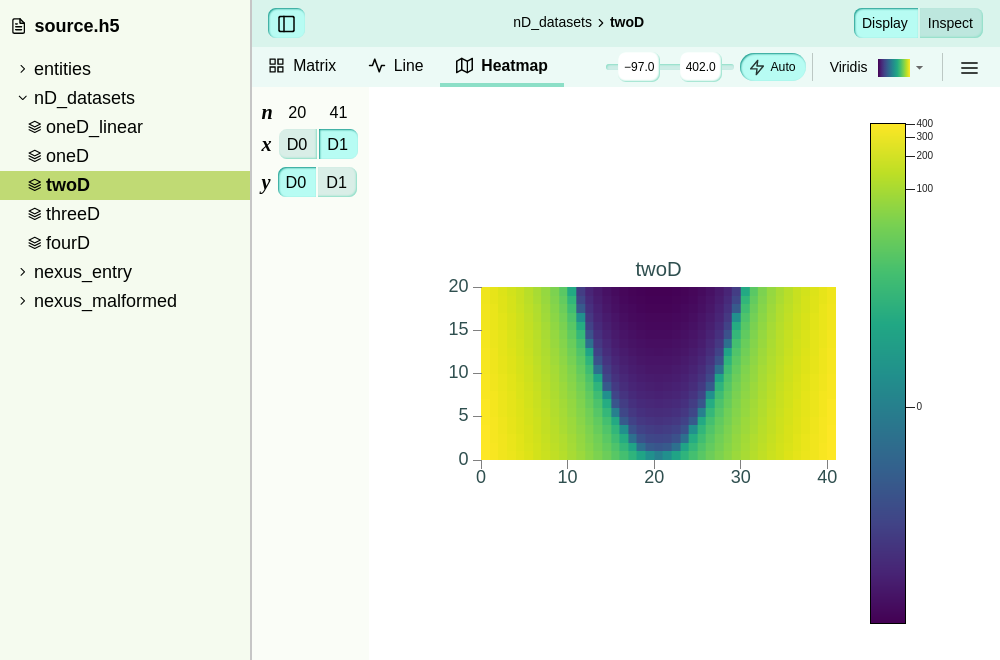 source.h5
entities
nD_datasets
oneD_linear
oneD
twoD
threeD
fourD
nexus_entry
nexus_malformed
nD_datasets › twoD
Display Inspect
Matrix Line Heatmap −97.0 402.0 Auto Viridis
n 20 41
x D0 D1
y D0 D1
twoD
20
15
10
5
0
0 10 20 30 40
400
300
200
100
0